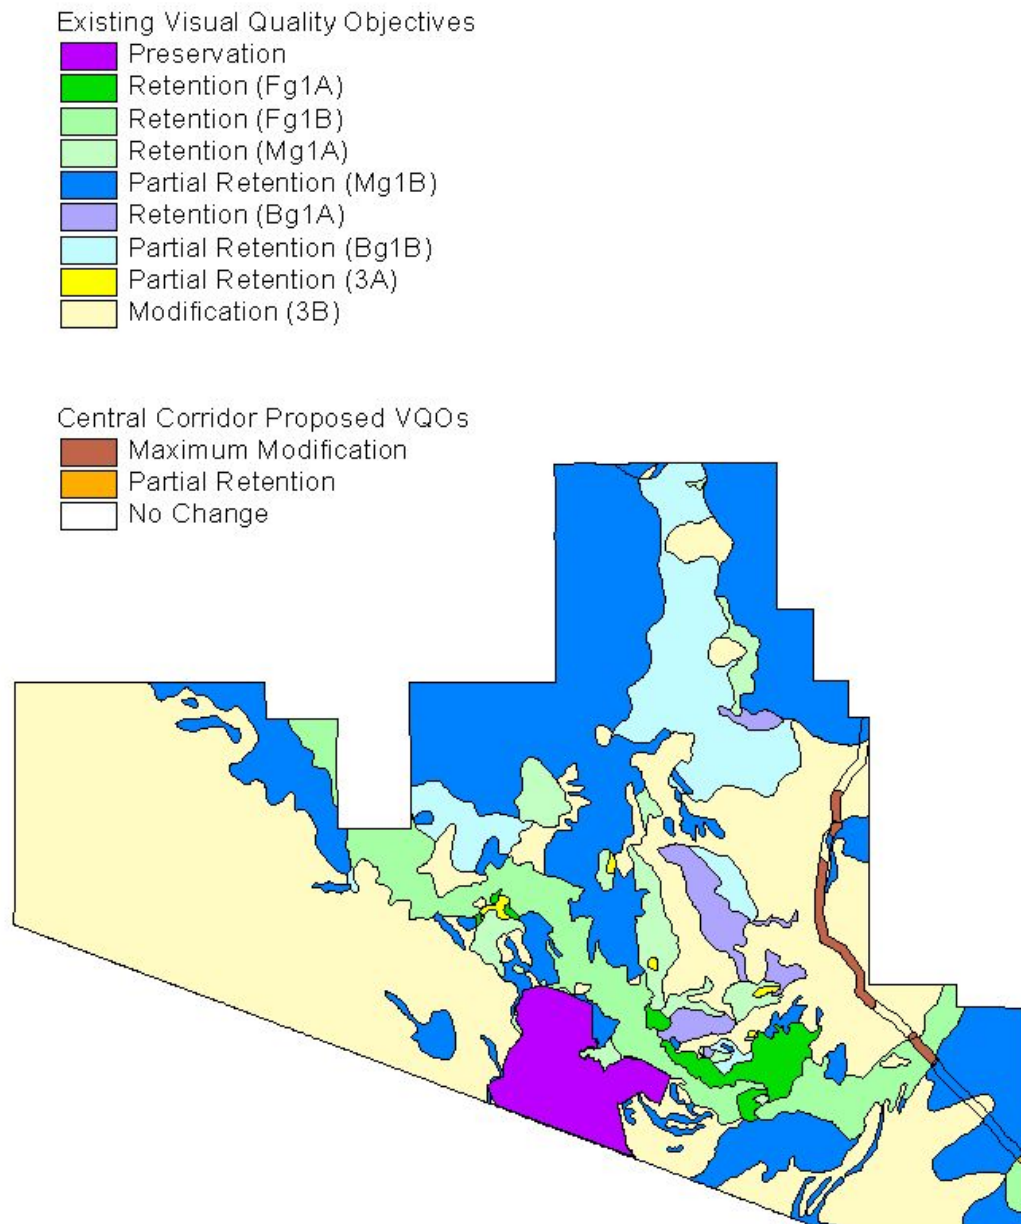 Existing Visual Quality Objectives
Preservation
Retention (Fg1A)
Retention (Fg1B)
Retention (Mg1A)
Partial Retention (Mg1B)
Retention (Bg1A)
Partial Retention (Bg1B)
Partial Retention (3A)
Modification (3B)
Central Corridor Proposed VQOs
Maximum Modification
Partial Retention
No Change